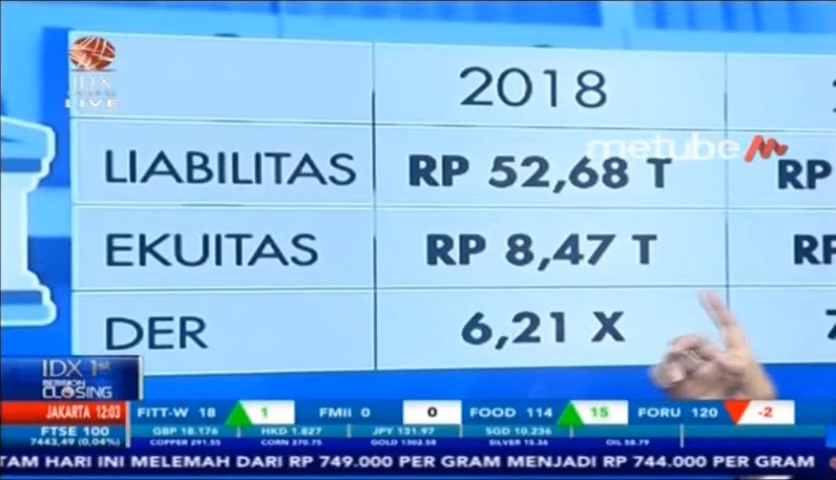 IDX
LIVE
2018
metube
LIABILITAS RP 52,68 T RP
EKUITAS RP 8,47 T RP
DER 6,21 X 7
IDX 1st
SESSION
CLOSING
JAKARTA 12:03 FITT-W 18 1 FMII 0 0 FOOD 114 15 FORU 120 -2
FTSE 100 GBP 18.176 HKD 1.827 JPY 131.97 SGD 10.236
7443,49 (0,04%) COPPER 291.55 CORN 370.75 GOLD 1302.58 SILVER 15.36 OIL 58.79
TAM HARI INI MELEMAH DARI RP 749.000 PER GRAM MENJADI RP 744.000 PER GRAM